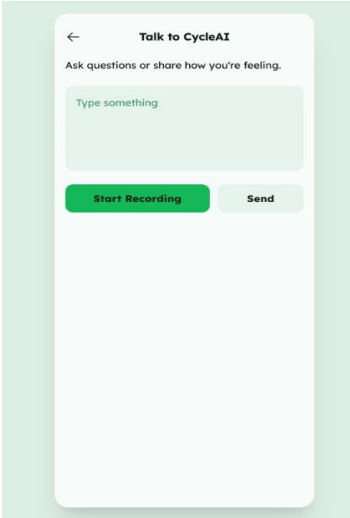 Talk to CycleAI
Ask questions or share how you're feeling.
Type something
Start Recording
Send